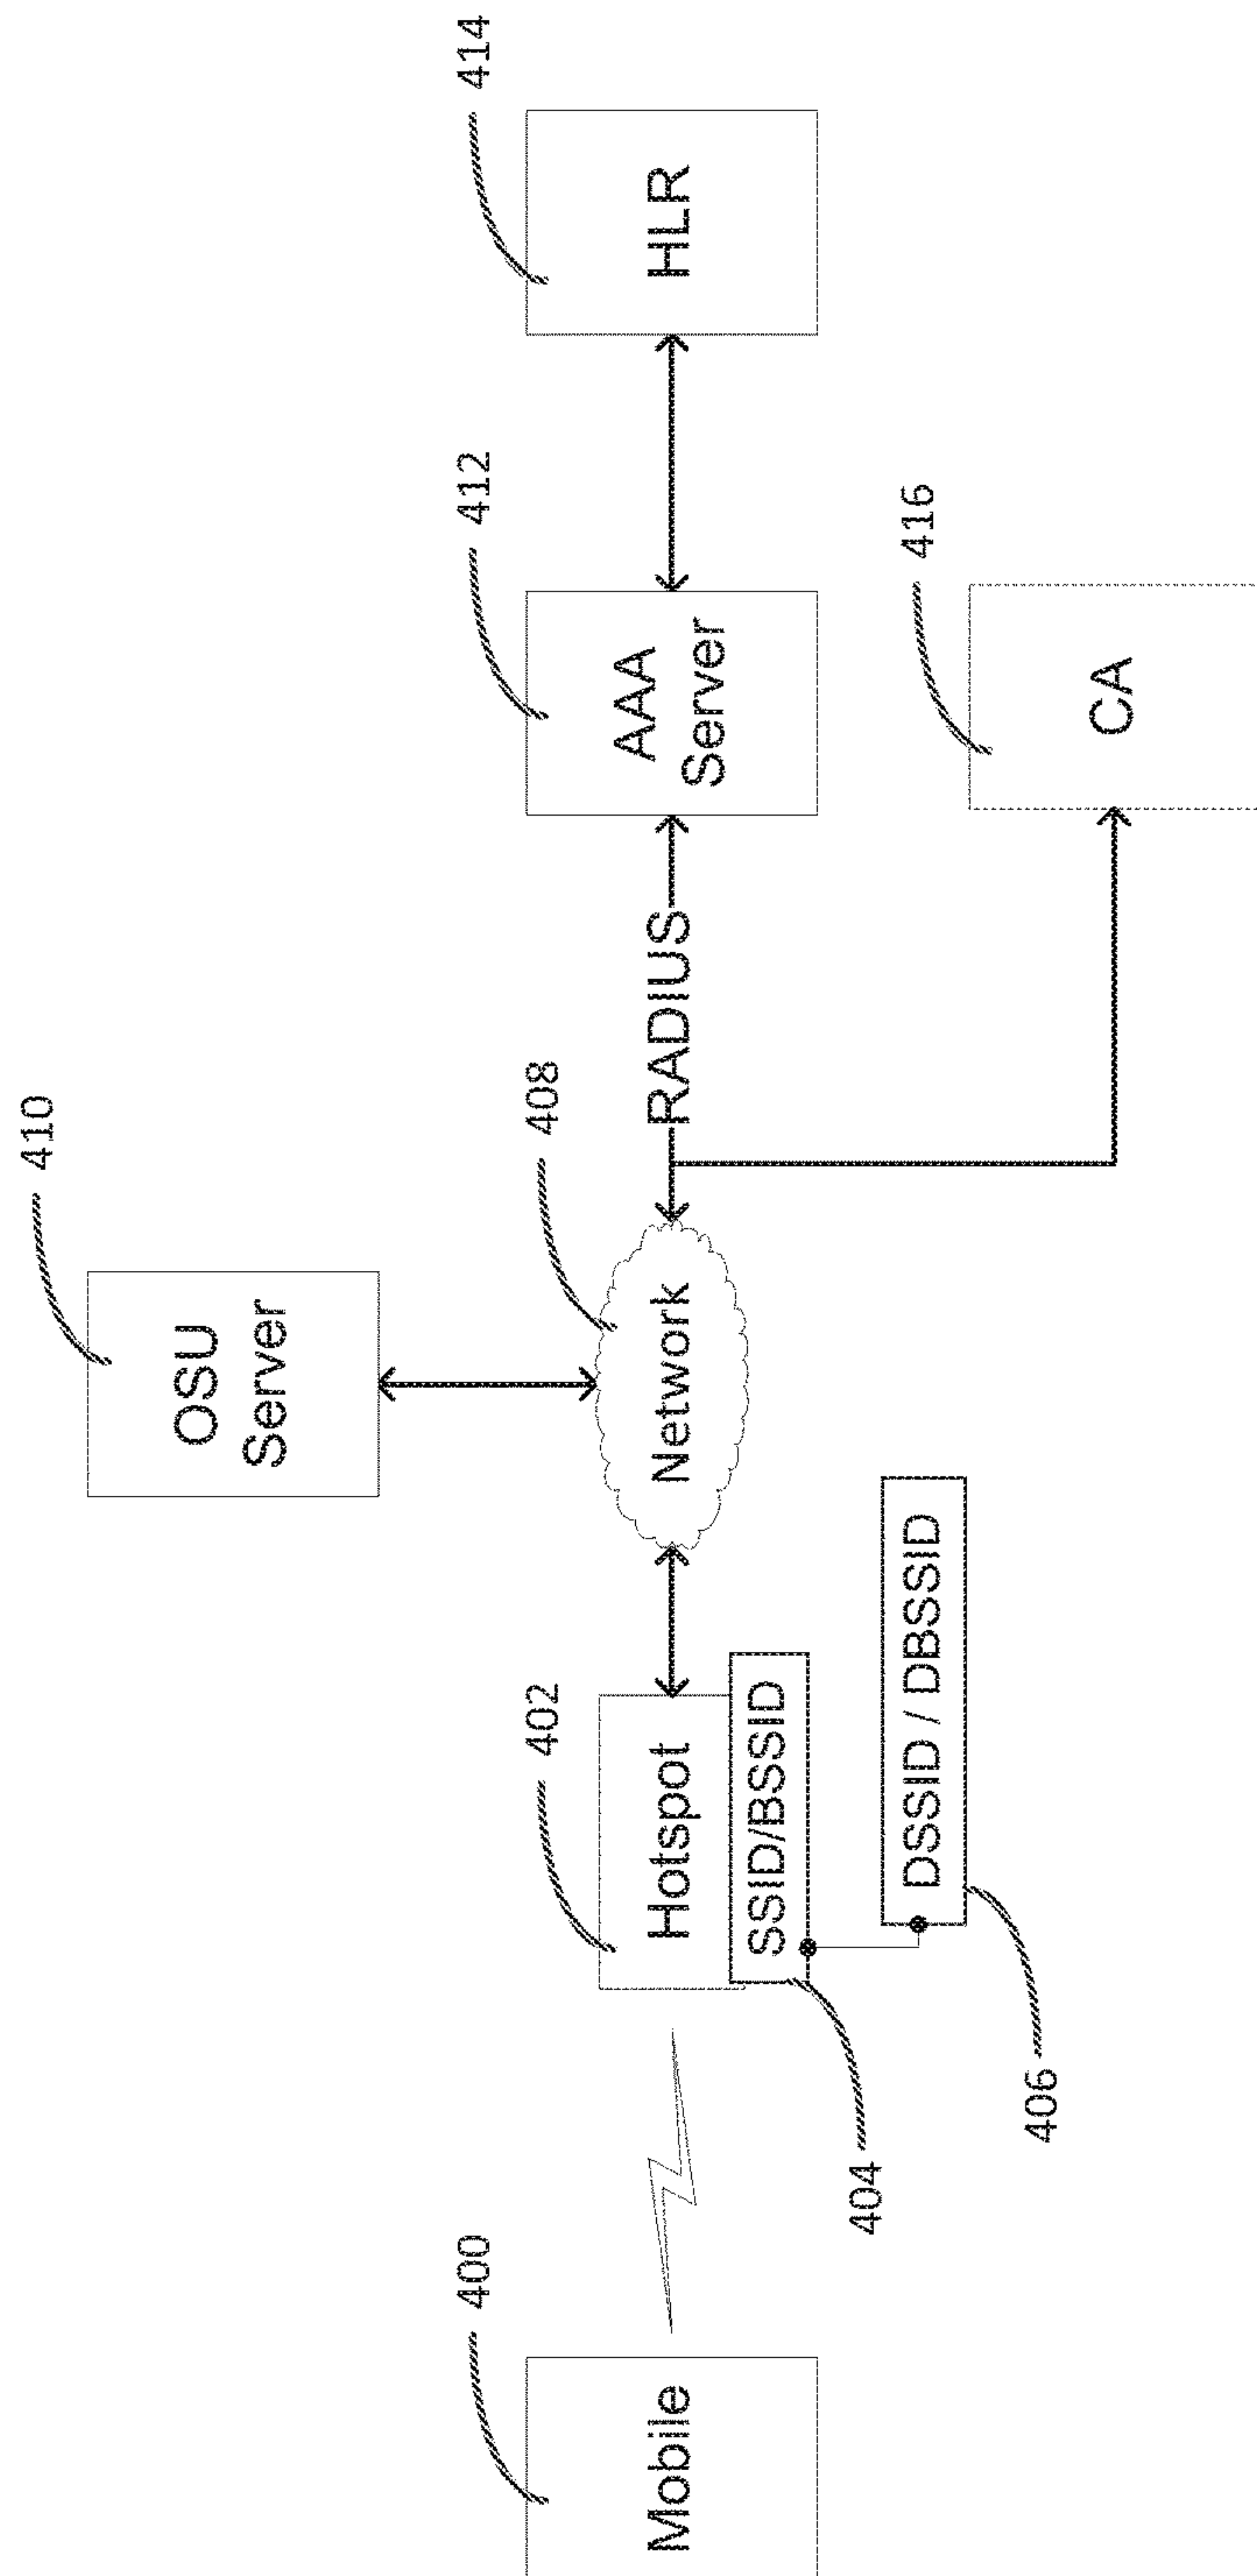 410
OSU
Server
400
Mobile
402
Hotspot
408
Network
RADIUS
412
AAA
Server
414
HLR
SSID/BSSID
404
DSSID / DBSSID
406
416
CA